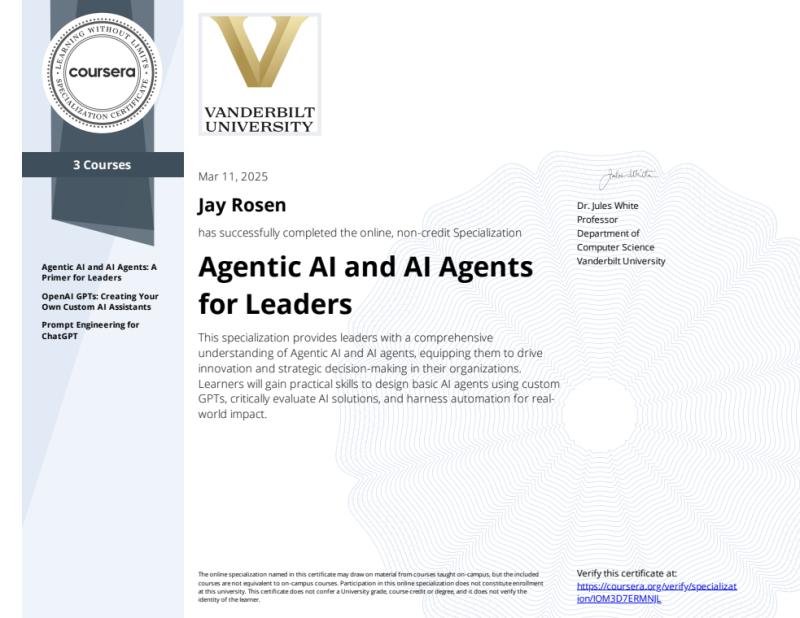 LEARNING WITHOUT LIMITS
coursera
SPECIALIZATION CERTIFICATE
3 Courses
Agentic AI and AI Agents: A
Primer for Leaders
OpenAI GPTs: Creating Your
Own Custom AI Assistants
Prompt Engineering for
ChatGPT
VANDERBILT
UNIVERSITY
Mar 11, 2025
Jay Rosen
has successfully completed the online, non-credit Specialization
Agentic AI and AI Agents
for Leaders
This specialization provides leaders with a comprehensive
understanding of Agentic AI and AI agents, equipping them to drive
innovation and strategic decision-making in their organizations.
Learners will gain practical skills to design basic AI agents using custom
GPTs, critically evaluate AI solutions, and harness automation for real-
world impact.
Jules White
Dr. Jules White
Professor
Department of
Computer Science
Vanderbilt University
The online specialization named in this certificate may draw on material from courses taught on-campus, but the included
courses are not equivalent to on-campus courses. Participation in this online specialization does not constitute enrollment
at this university. This certificate does not confer a University grade, course credit or degree, and it does not verify the
identity of the learner.
Verify this certificate at:
https://coursera.org/verify/specializat
ion/IOM3D7ERMNJL